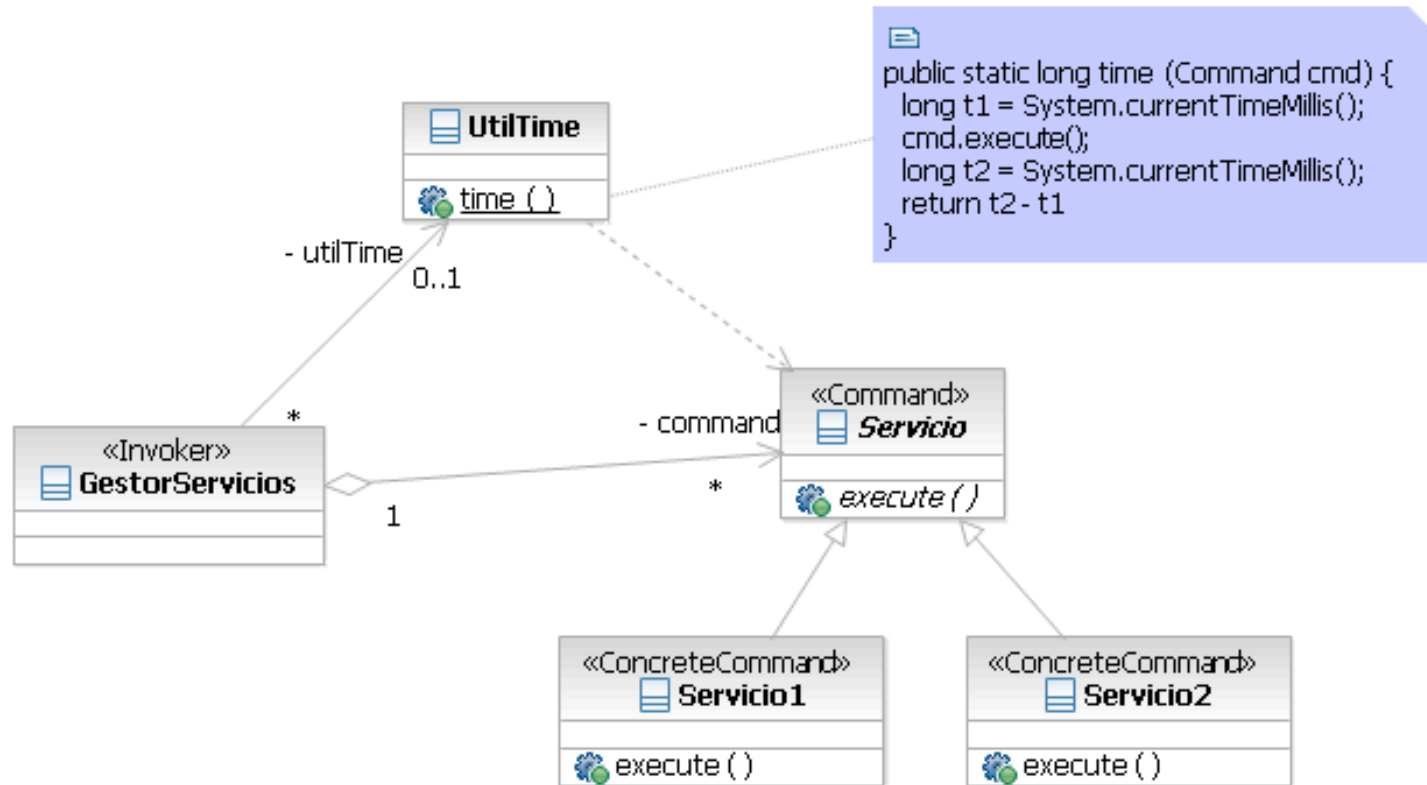 public static long time (Command cmd) {
long t1 = System.currentTimeMillis();
cmd.execute();
long t2 = System.currentTimeMillis();
return t2 - t1
}
UtilTime
time ( )
- utilTime
0..1
*
«Invoker»
GestorServicios
1
- command
*
«Command»
Servicio
execute ( )
«ConcreteCommand»
Servicio1
execute ( )
«ConcreteCommand»
Servicio2
execute ( )